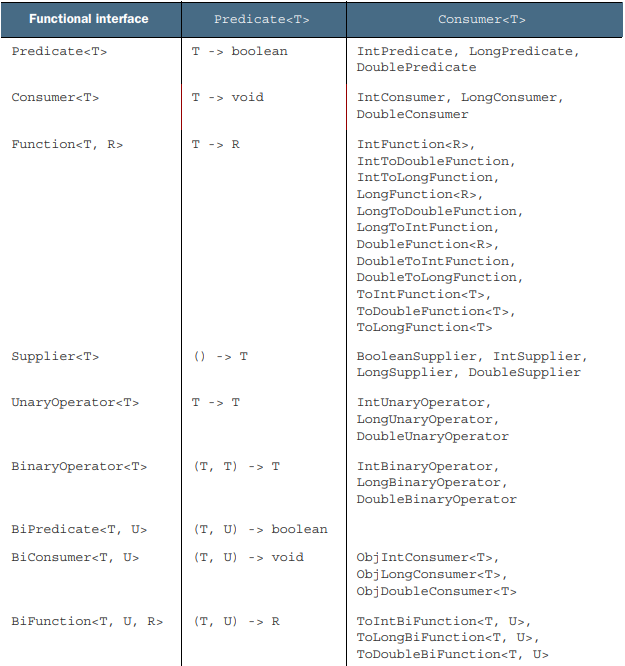 Functional interface Predicate<T> Consumer<T>
Predicate<T> T -> boolean IntPredicate, LongPredicate,
DoublePredicate
Consumer<T> T -> void IntConsumer, LongConsumer,
DoubleConsumer
Function<T, R> T -> R IntFunction<R>,
IntToDoubleFunction,
IntToLongFunction,
LongFunction<R>,
LongToDoubleFunction,
LongToIntFunction,
DoubleFunction<R>,
DoubleToIntFunction,
DoubleToLongFunction,
ToIntFunction<T>,
ToDoubleFunction<T>,
ToLongFunction<T>
Supplier<T> () -> T BooleanSupplier, IntSupplier,
LongSupplier, DoubleSupplier
UnaryOperator<T> T -> T IntUnaryOperator,
LongUnaryOperator,
DoubleUnaryOperator
BinaryOperator<T> (T, T) -> T IntBinaryOperator,
LongBinaryOperator,
DoubleBinaryOperator
BiPredicate<T, U> (T, U) -> boolean
BiConsumer<T, U> (T, U) -> void ObjIntConsumer<T>,
ObjLongConsumer<T>,
ObjDoubleConsumer<T>
BiFunction<T, U, R> (T, U) -> R ToIntBiFunction<T, U>,
ToLongBiFunction<T, U>,
ToDoubleBiFunction<T, U>